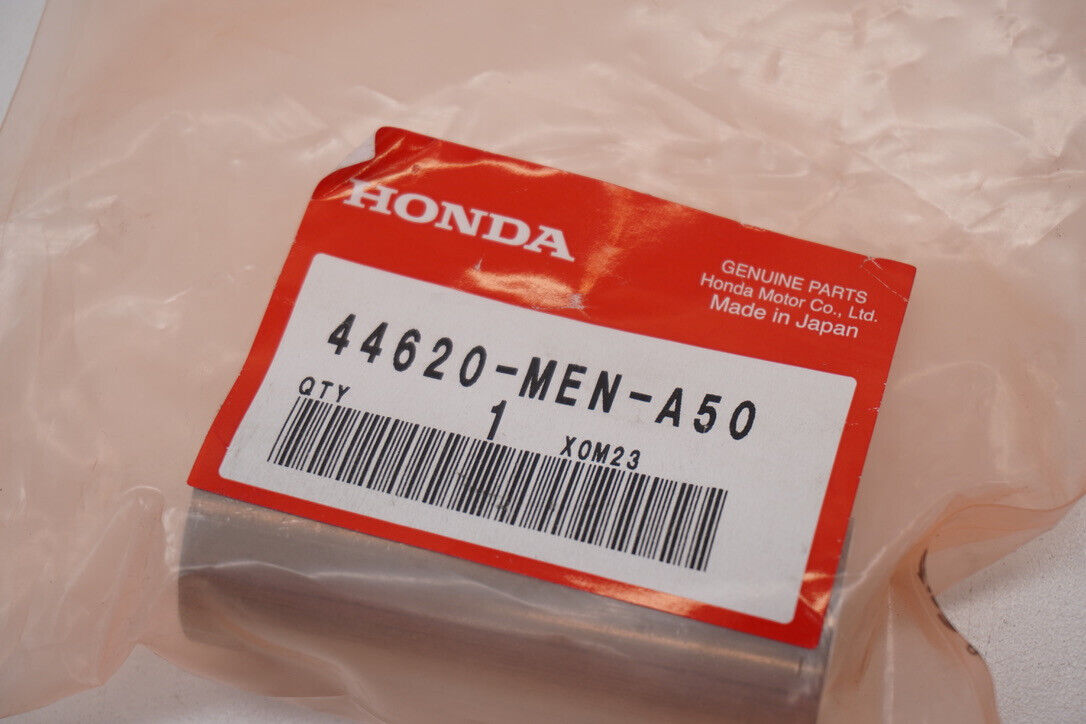 HONDA
GENUINE PARTS
Honda Motor Co., Ltd.
Made in Japan
44620-MEN-A50
QTY 1 XOM23